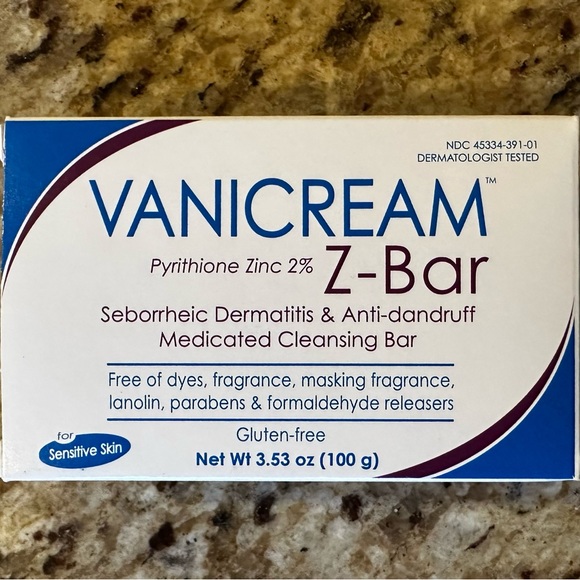 NDC 45334-391-01
DERMATOLOGIST TESTED
VANICREAM™
Pyrithione Zinc 2% Z-Bar
Seborrheic Dermatitis & Anti-dandruff
Medicated Cleansing Bar
Free of dyes, fragrance, masking fragrance,
lanolin, parabens & formaldehyde releasers
Gluten-free
for
Sensitive Skin
Net Wt 3.53 oz (100 g)